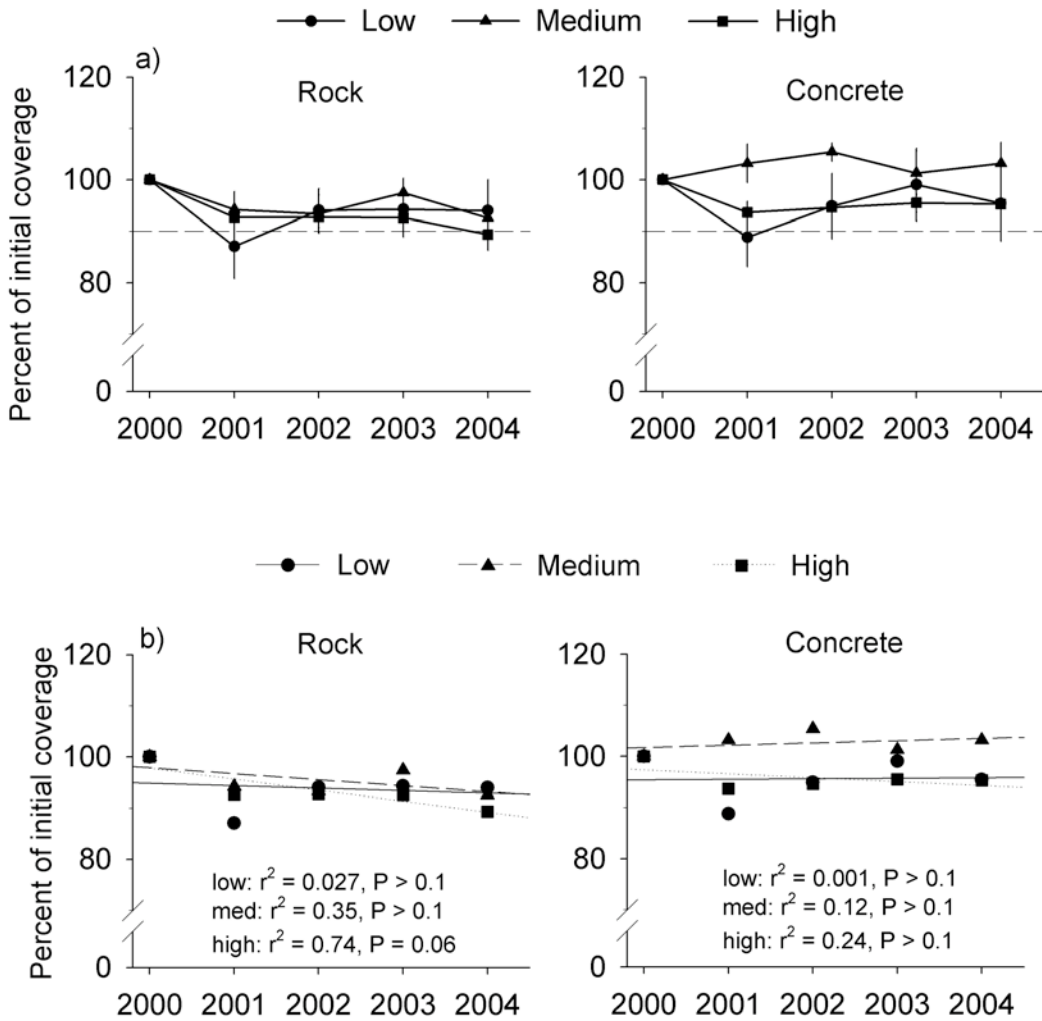 Low Medium High
a)
Rock Concrete
Percent of initial coverage
120 120
100 100
80 80
0 0
2000 2001 2002 2003 2004 2000 2001 2002 2003 2004
Low Medium High
b)
Rock Concrete
Percent of initial coverage
120 120
100 100
80 80
low: r² = 0.027, P > 0.1
med: r² = 0.35, P > 0.1
high: r² = 0.74, P = 0.06
low: r² = 0.001, P > 0.1
med: r² = 0.12, P > 0.1
high: r² = 0.24, P > 0.1
0 0
2000 2001 2002 2003 2004 2000 2001 2002 2003 2004